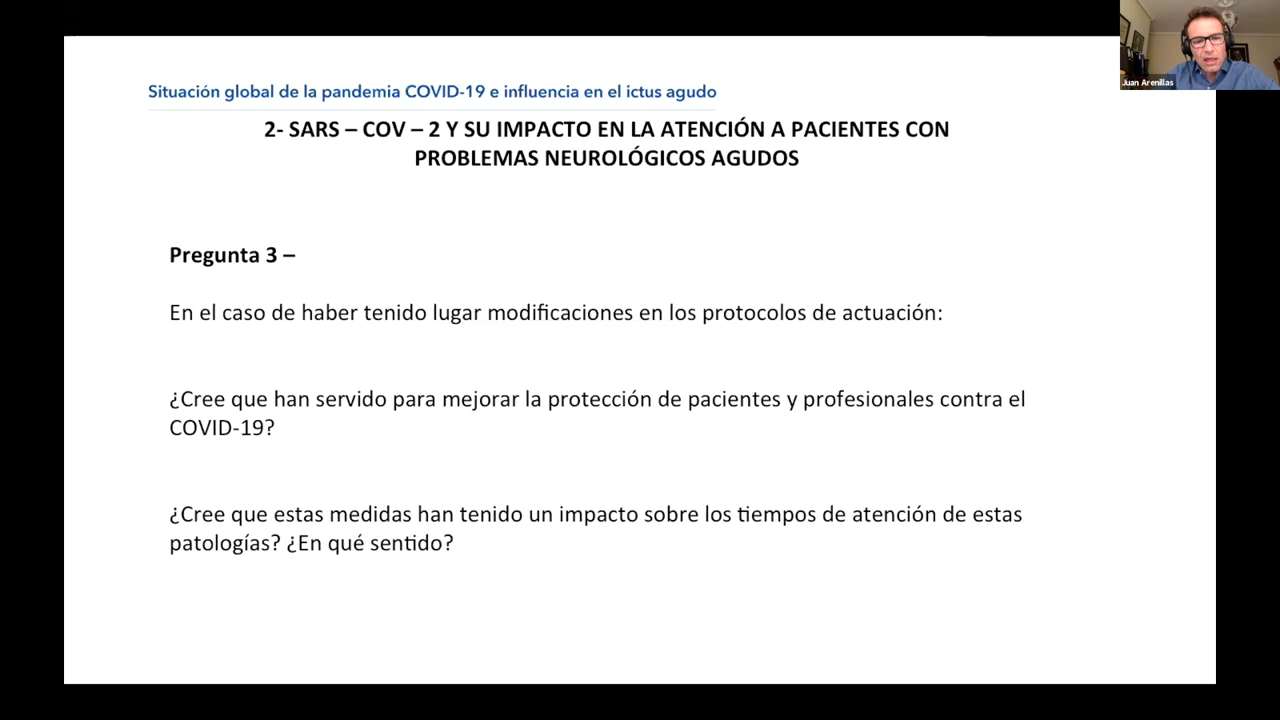 Juan Arenillas
Situación global de la pandemia COVID-19 e influencia en el ictus agudo
2- SARS – COV – 2 Y SU IMPACTO EN LA ATENCIÓN A PACIENTES CON
PROBLEMAS NEUROLÓGICOS AGUDOS
Pregunta 3 –
En el caso de haber tenido lugar modificaciones en los protocolos de actuación:
¿Cree que han servido para mejorar la protección de pacientes y profesionales contra el
COVID-19?
¿Cree que estas medidas han tenido un impacto sobre los tiempos de atención de estas
patologías? ¿En qué sentido?